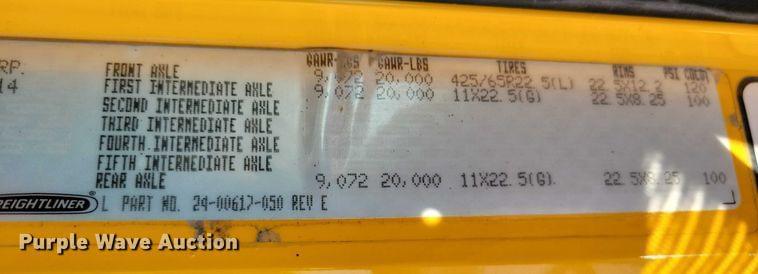 GAWR-LBS GAWR-LBS TIRES RIMS PSI COLD
RP. FRONT AXLE 9,072 20,000 425/65R22.5(L) 22.5X12.2 120
14 FIRST INTERMEDIATE AXLE 9,072 20,000 11X22.5(G) 22.5X8.25 100
SECOND INTERMEDIATE AXLE
THIRD INTERMEDIATE AXLE
FOURTH INTERMEDIATE AXLE
FIFTH INTERMEDIATE AXLE
REAR AXLE 9,072 20,000 11X22.5(G). 22.5X8.25 100
REIGHTLINER® L PART NO. 24-00617-050 REV E
Purple Wave Auction